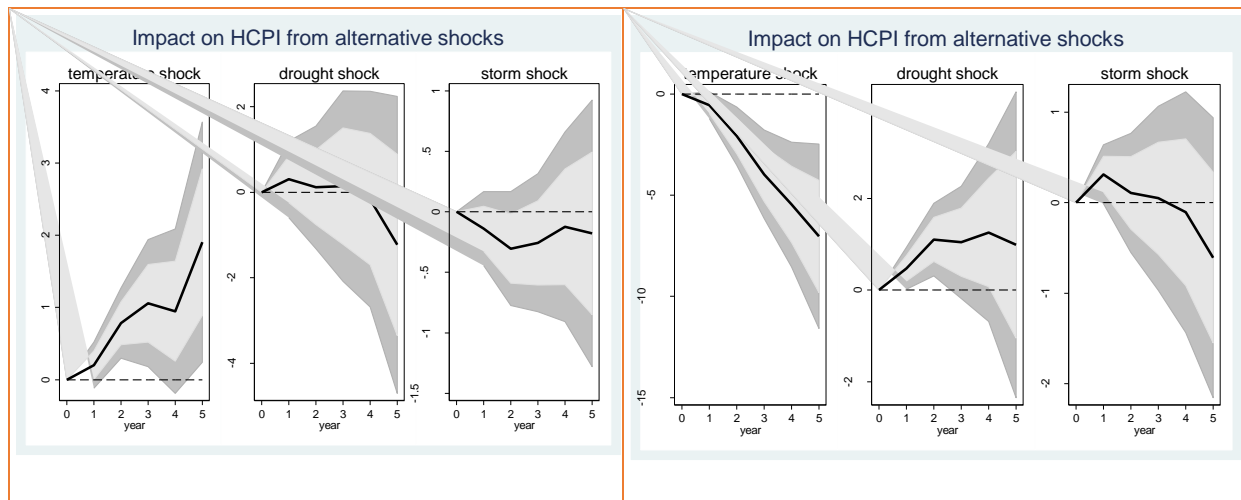 Impact on HCPI from alternative shocks
temperature shock
4
3
2
1
0
0 1 2 3 4 5
year
drought shock
2
0
-2
-4
0 1 2 3 4 5
year
storm shock
1
.5
0
-.5
-1
-1.5
0 1 2 3 4 5
year
Impact on HCPI from alternative shocks
temperature shock
0
-5
-10
-15
0 1 2 3 4 5
year
drought shock
2
0
-2
0 1 2 3 4 5
year
storm shock
1
0
-1
-2
0 1 2 3 4 5
year